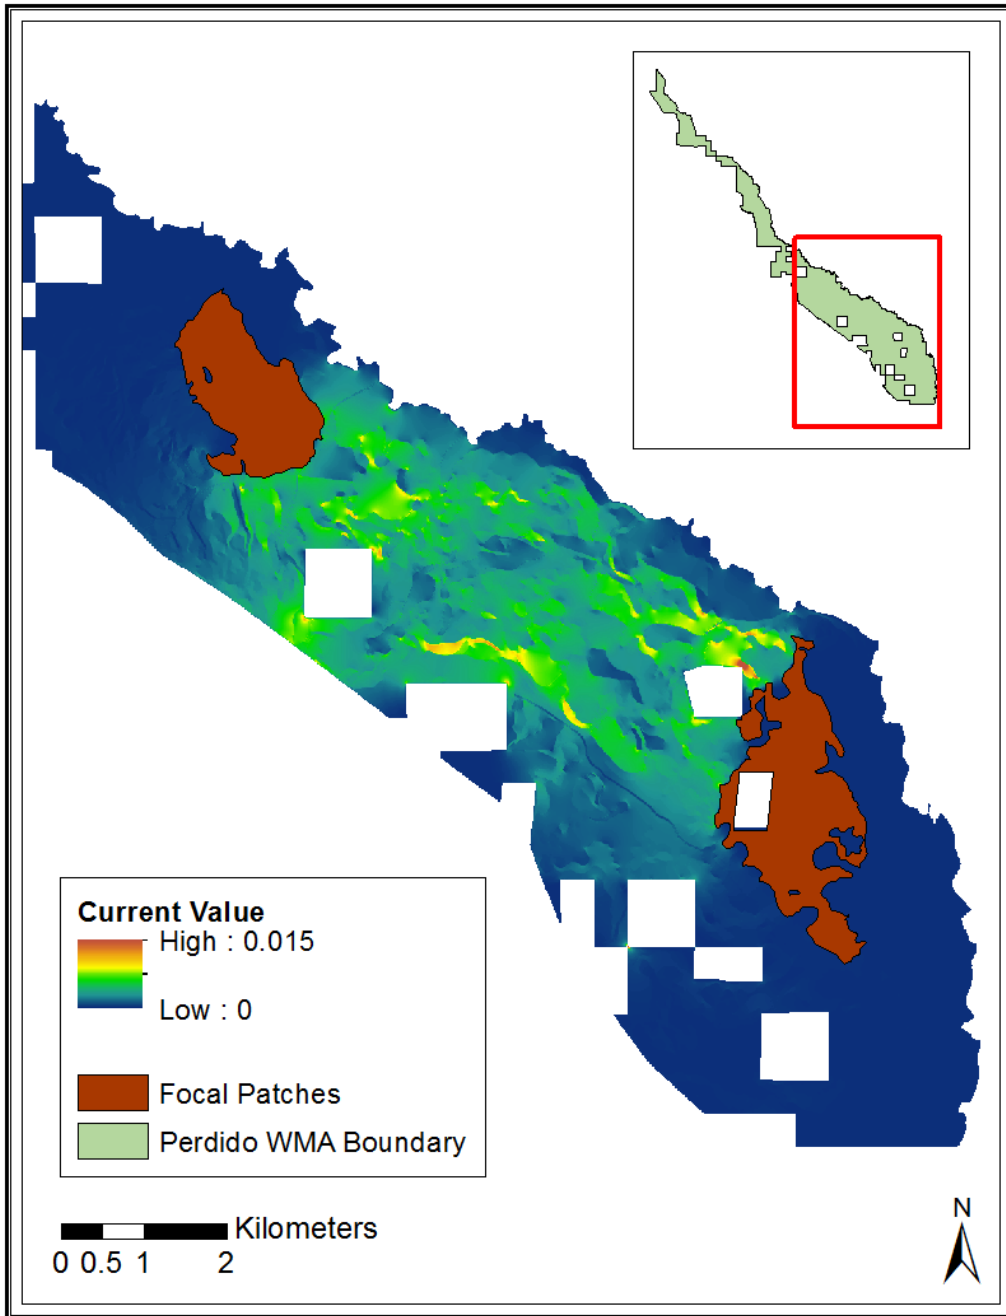 Current Value
High : 0.015
Low : 0
Focal Patches
Perdido WMA Boundary
Kilometers
0 0.5 1 2
N